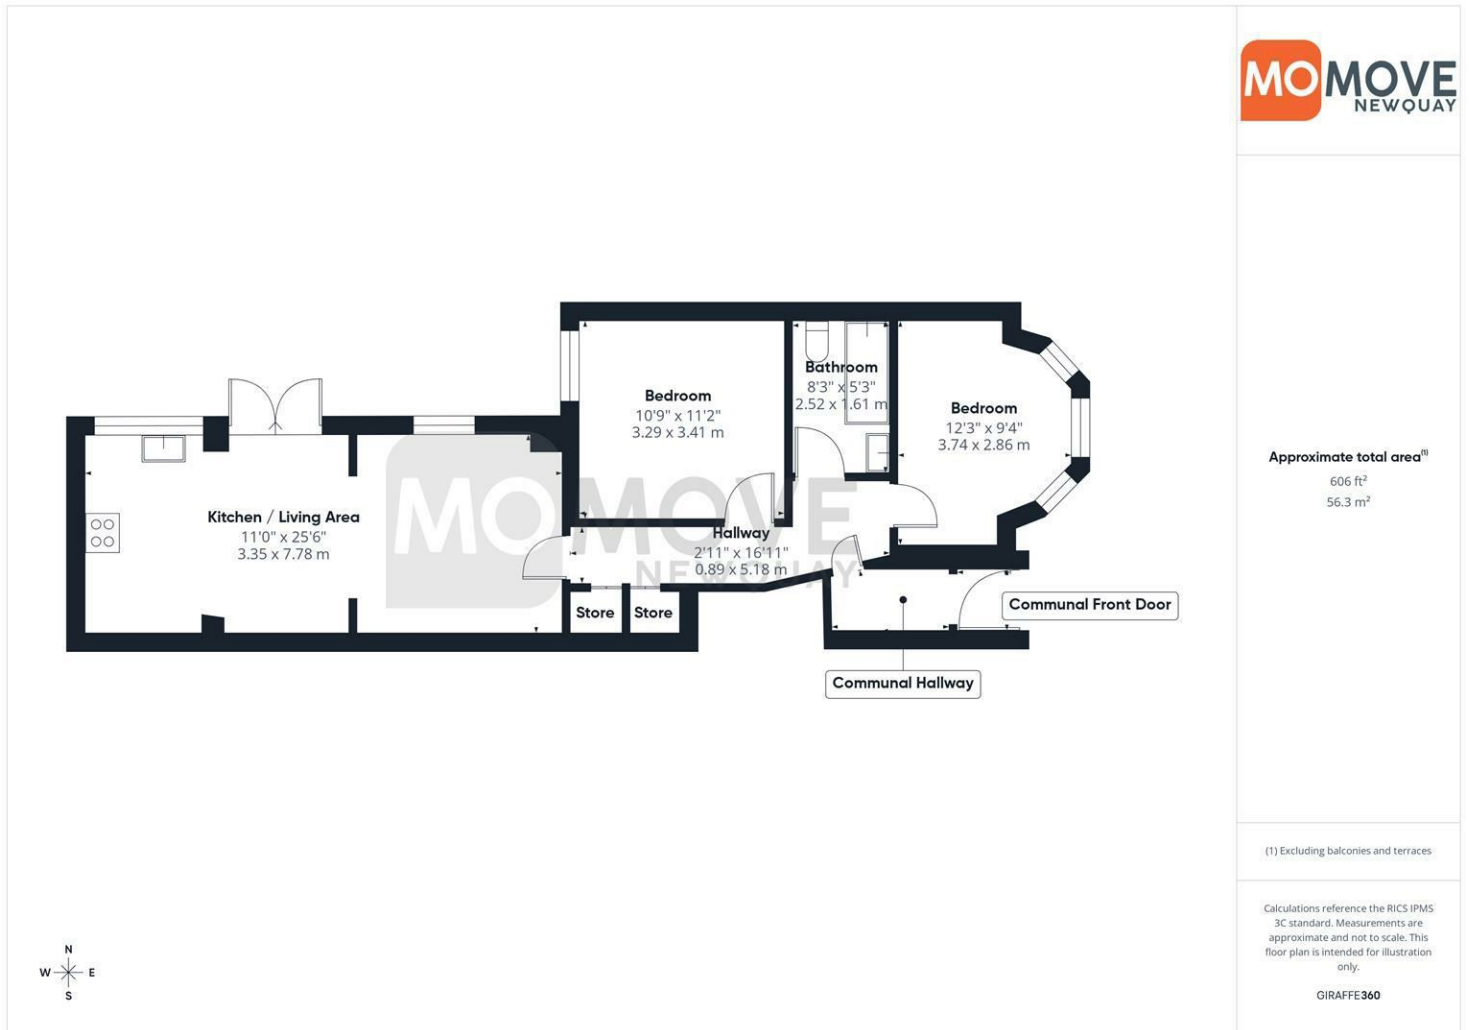 MOMOVE
NEWQUAY
Bedroom
10'9" x 11'2"
3.29 x 3.41 m
Bathroom
8'3" x 5'3"
2.52 x 1.61 m
Bedroom
12'3" x 9'4"
3.74 x 2.86 m
Kitchen / Living Area
11'0" x 25'6"
3.35 x 7.78 m
MOMOVE
NEWQUAY
Hallway
2'11" x 16'11"
0.89 x 5.18 m
Store
Store
Communal Front Door
Communal Hallway
Approximate total area(1)
606 ft²
56.3 m²
(1) Excluding balconies and terraces
Calculations reference the RICS IPMS
3C standard. Measurements are
approximate and not to scale. This
floor plan is intended for illustration
only.
GIRAFFE360
N
W E
S